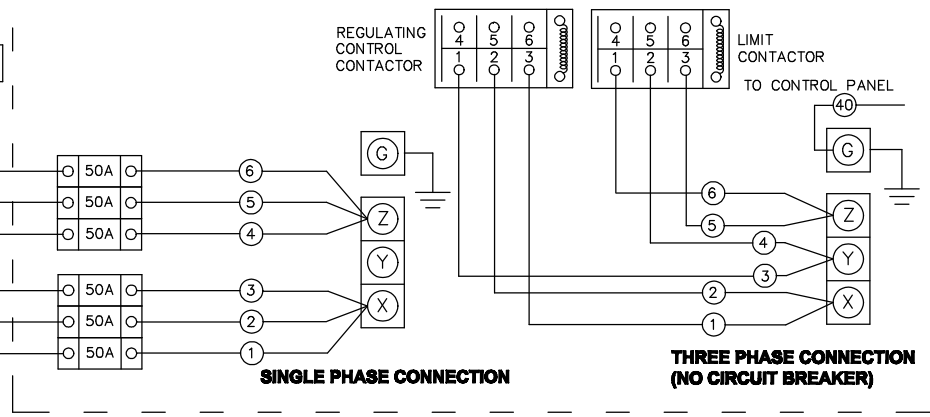 REGULATING
CONTROL
CONTACTOR
4 5 6
1 2 3
4 5 6
1 2 3
LIMIT
CONTACTOR
TO CONTROL PANEL
40
G
G
50A 6
50A 5
50A 4
Z
Y
X
50A 3
50A 2
50A 1
6
5
4
3
2
1
Z
Y
X
SINGLE PHASE CONNECTION
THREE PHASE CONNECTION
(NO CIRCUIT BREAKER)